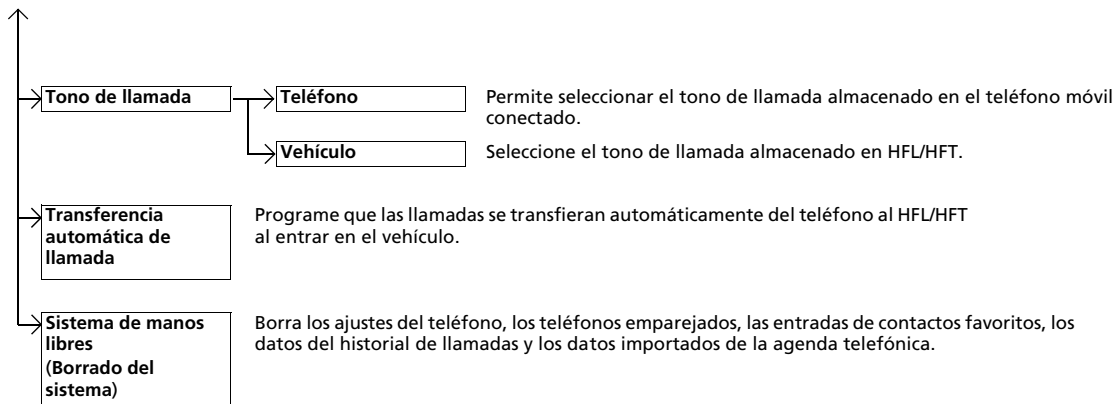 Tono de llamada
Teléfono
Permite seleccionar el tono de llamada almacenado en el teléfono móvil
conectado.
Vehículo
Seleccione el tono de llamada almacenado en HFL/HFT.
Transferencia
automática de
llamada
Programe que las llamadas se transfieran automáticamente del teléfono al HFL/HFT
al entrar en el vehículo.
Sistema de manos
libres
(Borrado del
sistema)
Borra los ajustes del teléfono, los teléfonos emparejados, las entradas de contactos favoritos, los
datos del historial de llamadas y los datos importados de la agenda telefónica.